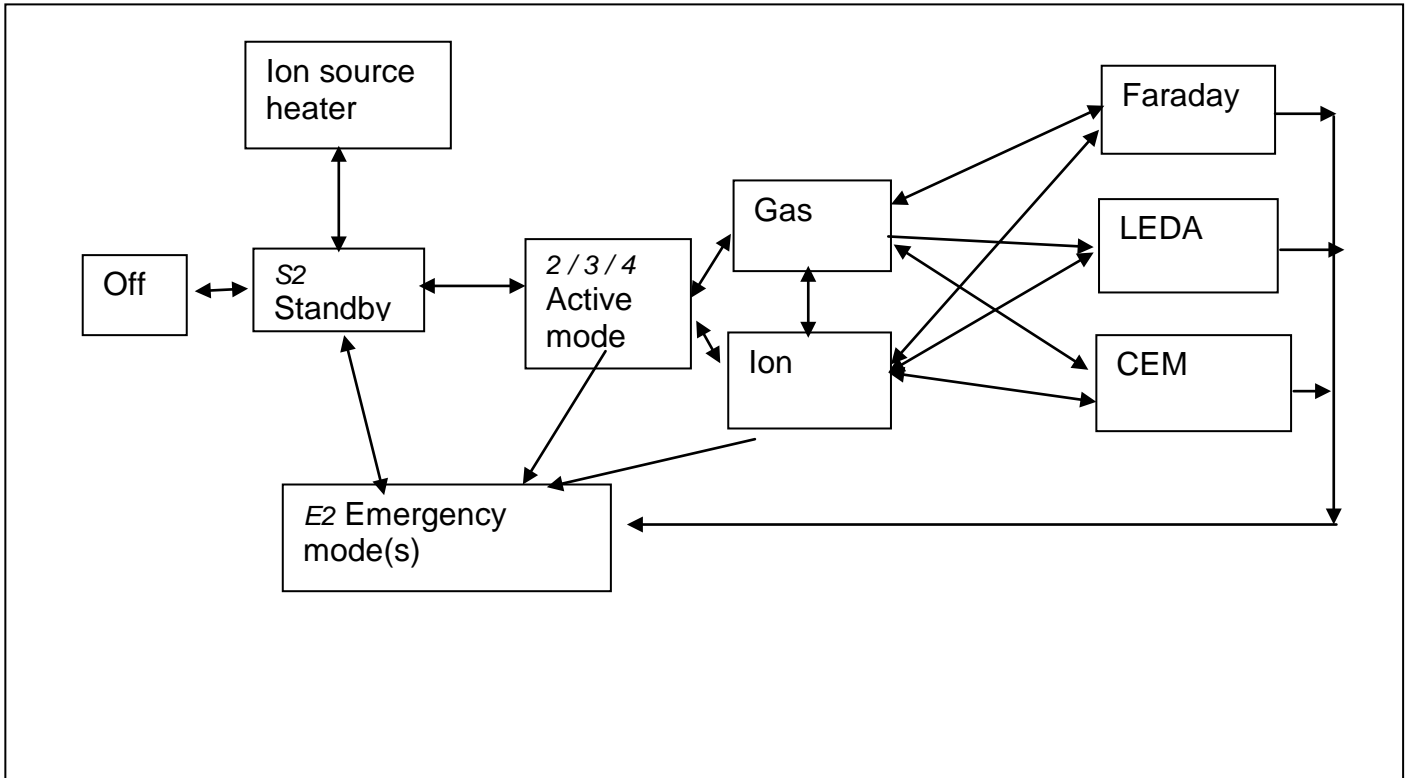 Ion source
heater
Faraday
Gas
LEDA
Off
S2
Standby
2 / 3 / 4
Active
mode
Ion
CEM
E2 Emergency
mode(s)